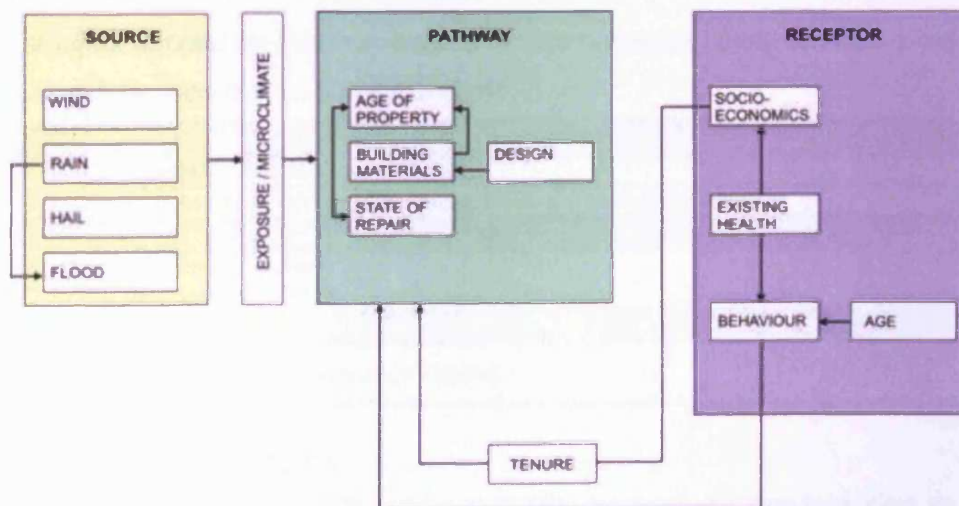 SOURCE
WIND
RAIN
HAIL
FLOOD
EXPOSURE / MICROCLIMATE
PATHWAY
AGE OF
PROPERTY
BUILDING
MATERIALS
DESIGN
STATE OF
REPAIR
RECEPTOR
SOCIO-
ECONOMICS
EXISTING
HEALTH
BEHAVIOUR
AGE
TENURE